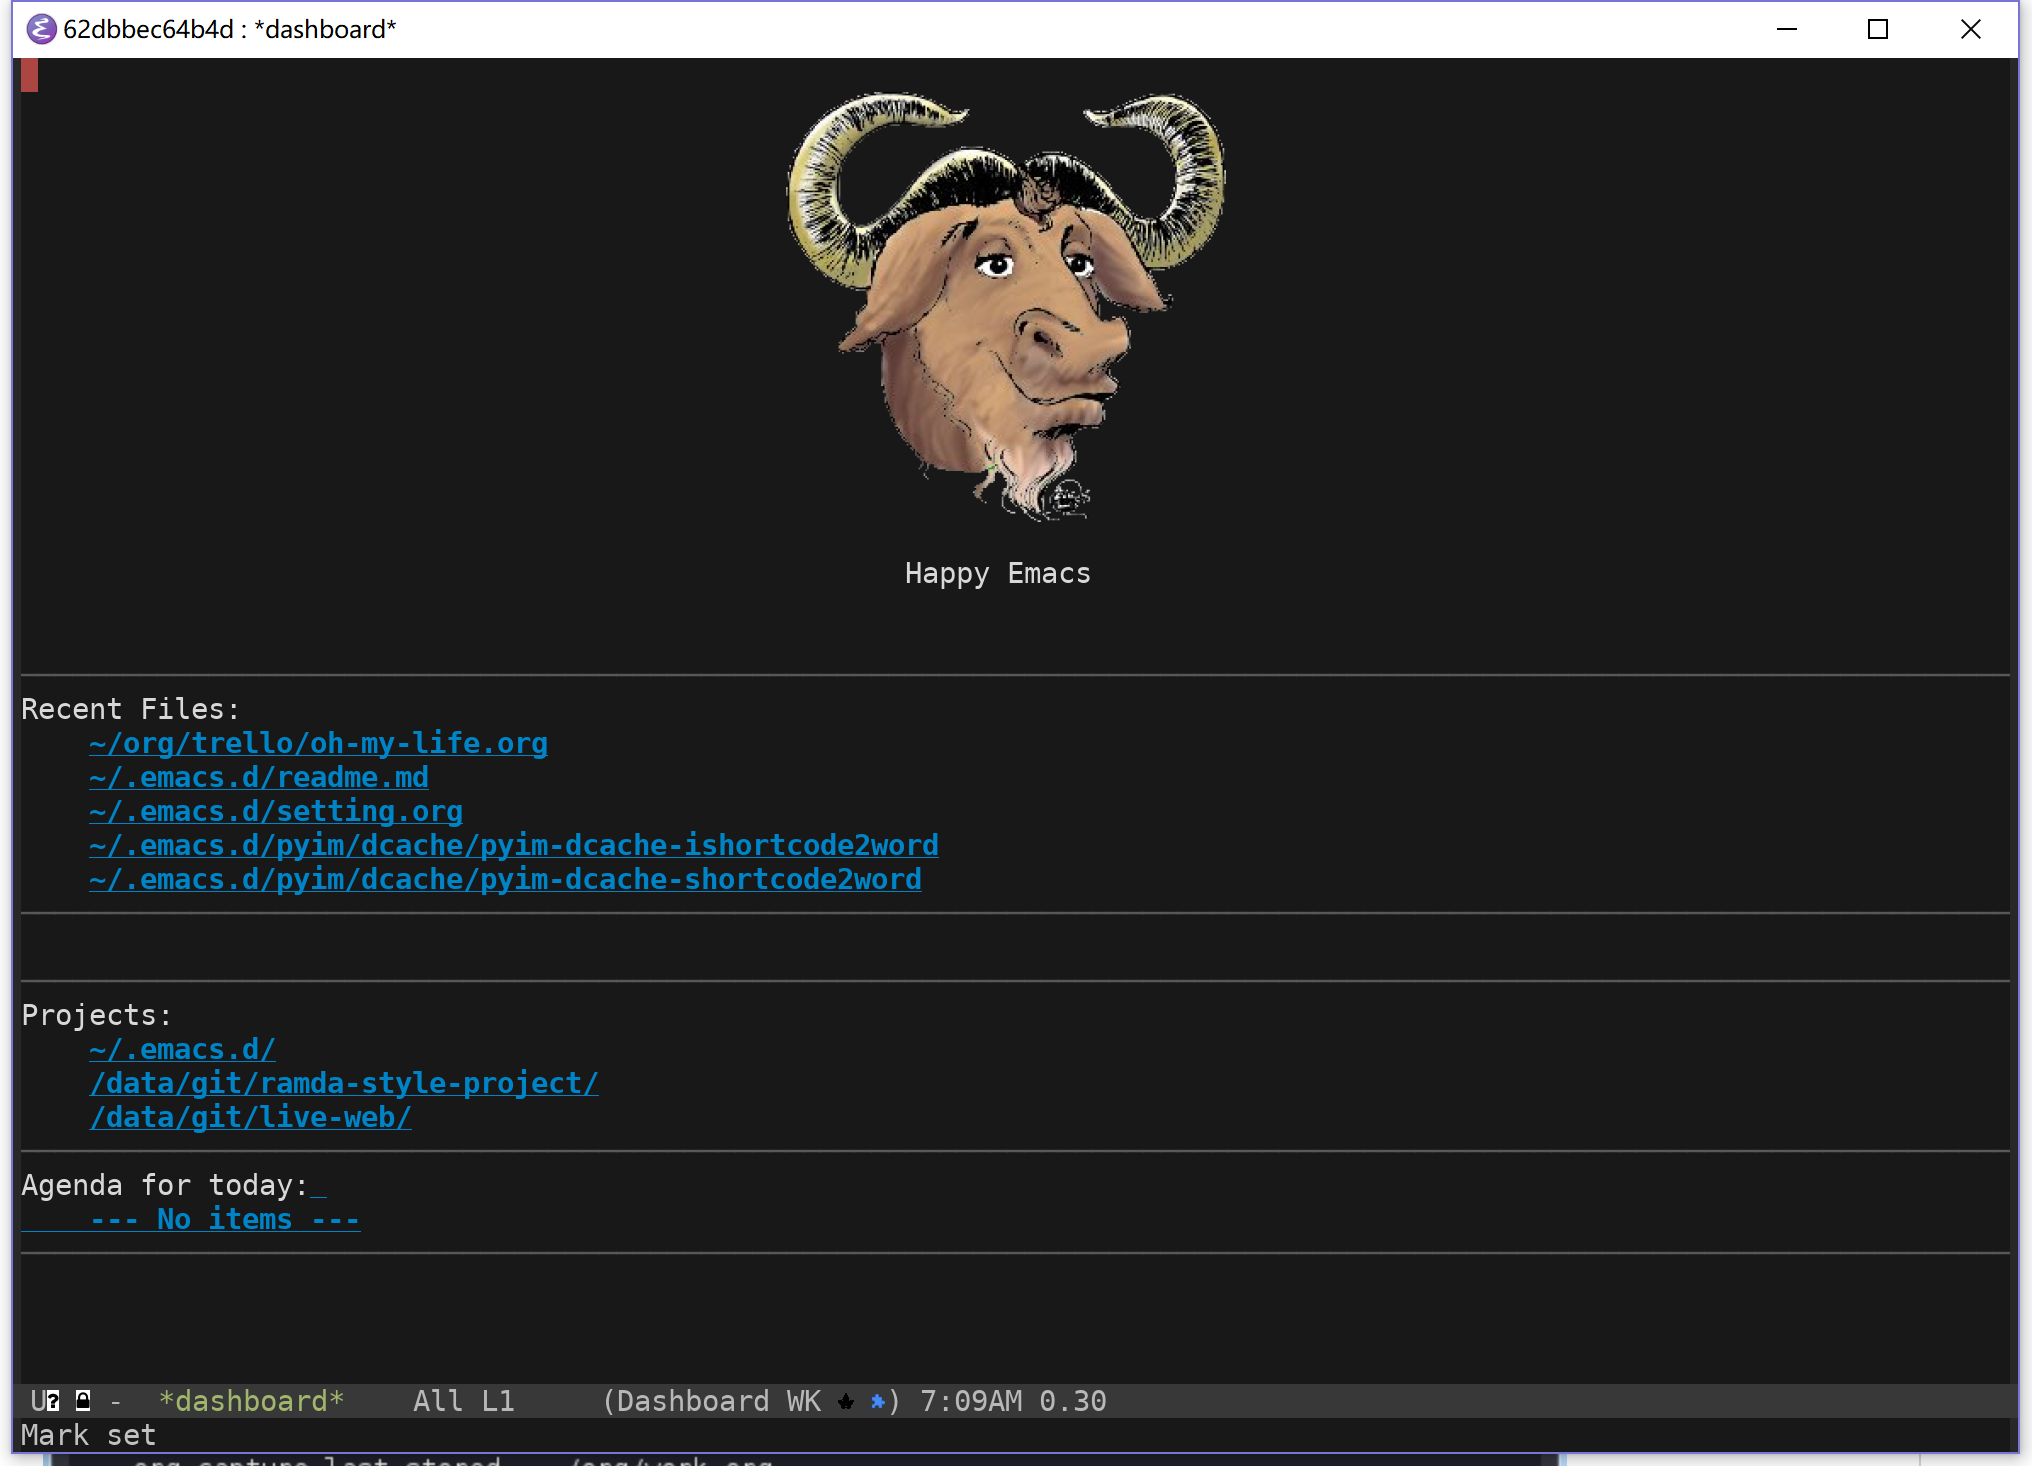 62dbbec64b4d : *dashboard*
Happy Emacs
Recent Files:
~/org/trello/oh-my-life.org
~/.emacs.d/readme.md
~/.emacs.d/setting.org
~/.emacs.d/pyim/dcache/pyim-dcache-ishortcode2word
~/.emacs.d/pyim/dcache/pyim-dcache-shortcode2word
Projects:
~/.emacs.d/
/data/git/ramda-style-project/
/data/git/live-web/
Agenda for today:_
--- No items ---
U - *dashboard* All L1 (Dashboard WK ) 7:09AM 0.30
Mark set